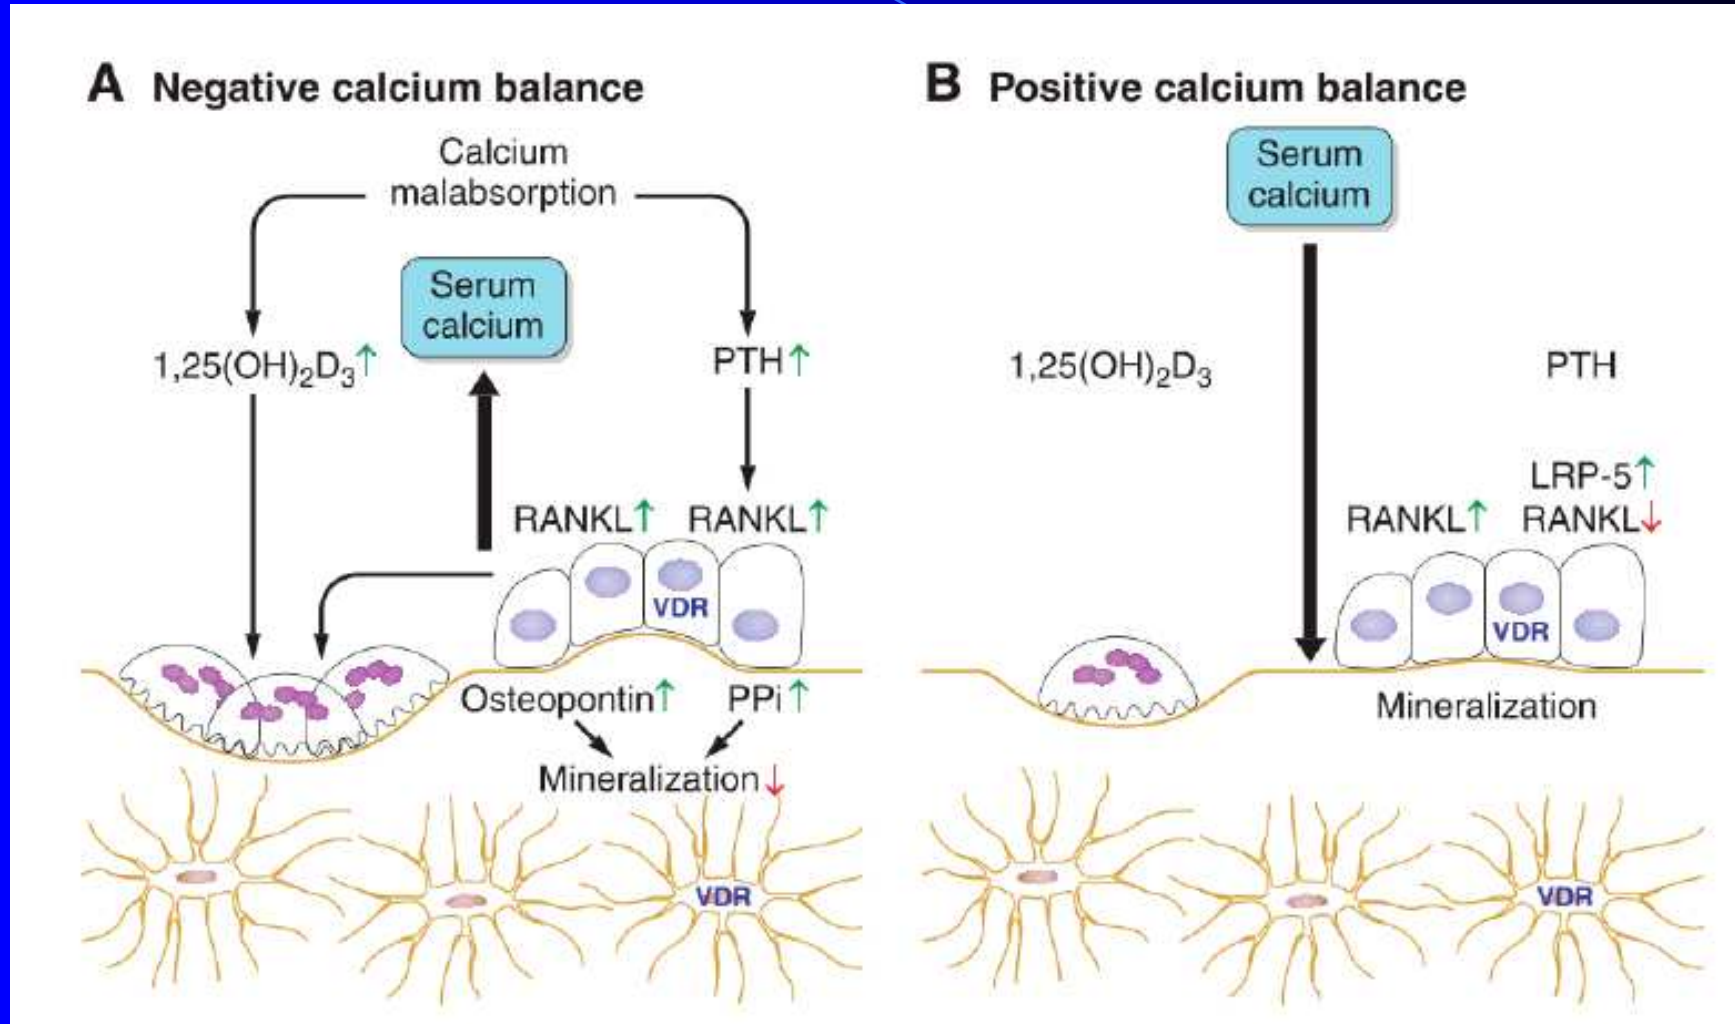 A Negative calcium balance
Calcium
malabsorption
Serum
calcium
1,25(OH)₂D₃↑
PTH↑
RANKL↑ RANKL↑
VDR
Osteopontin↑ PPi↑
Mineralization↓
VDR
B Positive calcium balance
Serum
calcium
1,25(OH)₂D₃
PTH
LRP-5↑
RANKL↑ RANKL↓
VDR
Mineralization
VDR